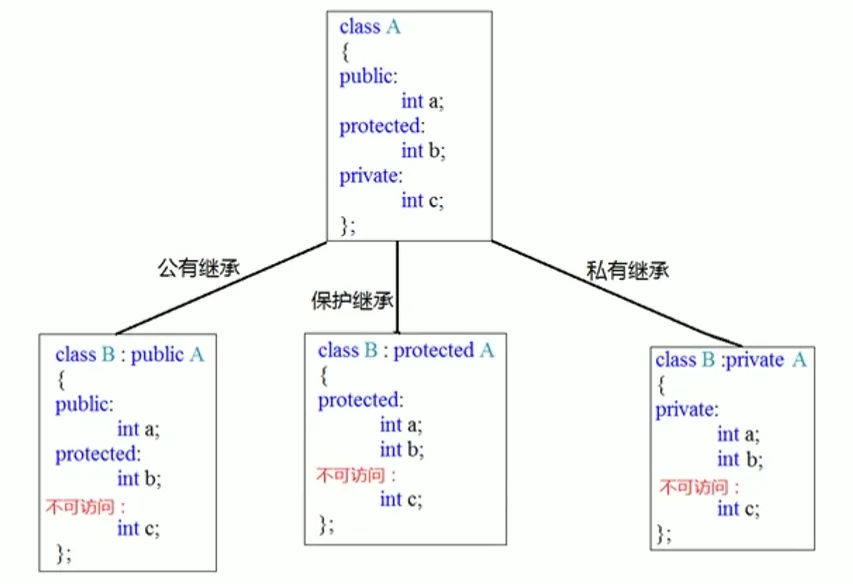 class A
{
public:
int a;
protected:
int b;
private:
int c;
};
公有继承
保护继承
私有继承
class B : public A
{
public:
int a;
protected:
int b;
不可访问：
int c;
};
class B : protected A
{
protected:
int a;
int b;
不可访问：
int c;
};
class B :private A
{
private:
int a;
int b;
不可访问：
int c;
};